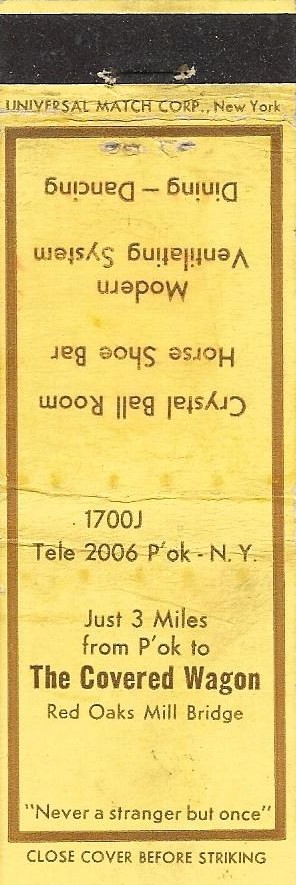 UNIVERSAL MATCH CORP., New York
Crystal Ball Room
Horse Shoe Bar
Modern
Ventilating System
Dining — Dancing
1700J
Tele 2006 P'ok - N. Y.
Just 3 Miles
from P'ok to
The Covered Wagon
Red Oaks Mill Bridge
"Never a stranger but once"
CLOSE COVER BEFORE STRIKING